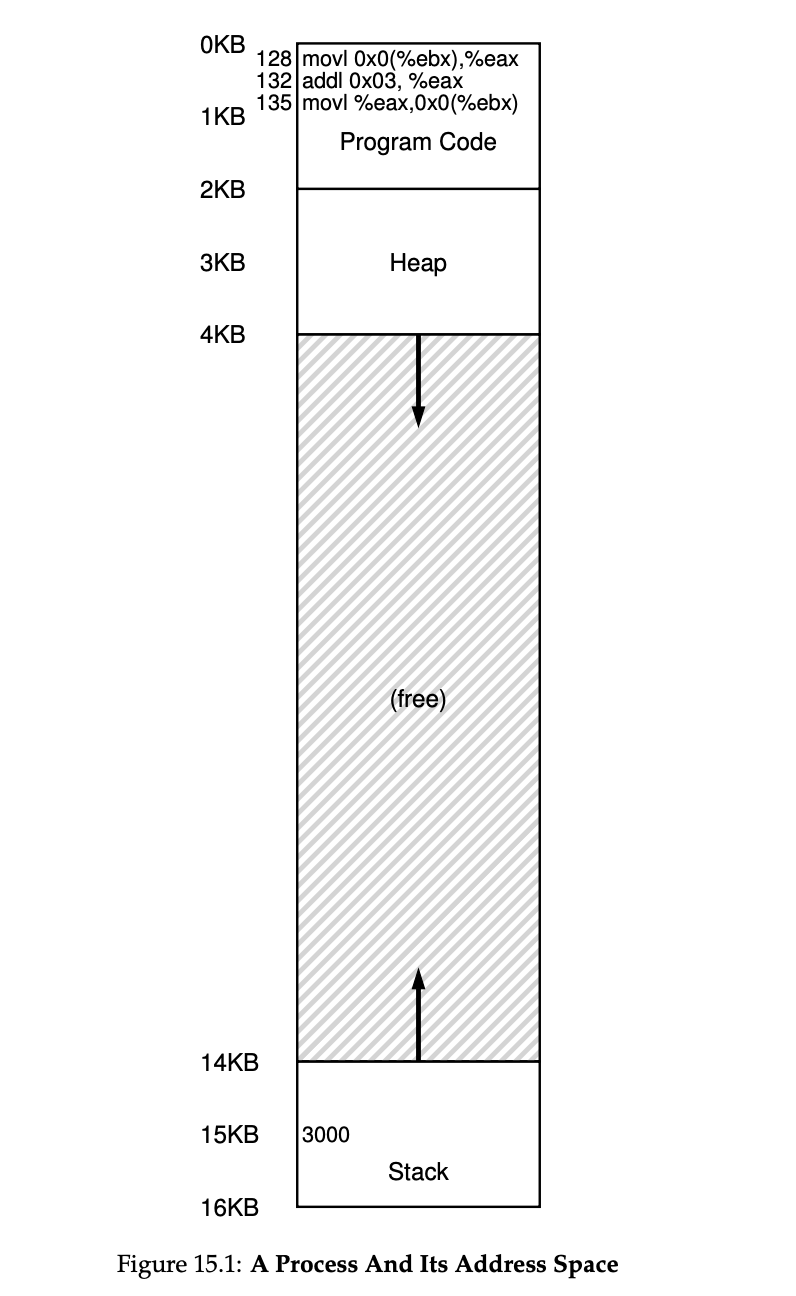 0KB
128 movl 0x0(%ebx),%eax
132 addl 0x03, %eax
135 movl %eax,0x0(%ebx)
1KB
Program Code
2KB
3KB
Heap
4KB
(free)
14KB
15KB
3000
Stack
16KB
Figure 15.1: A Process And Its Address Space